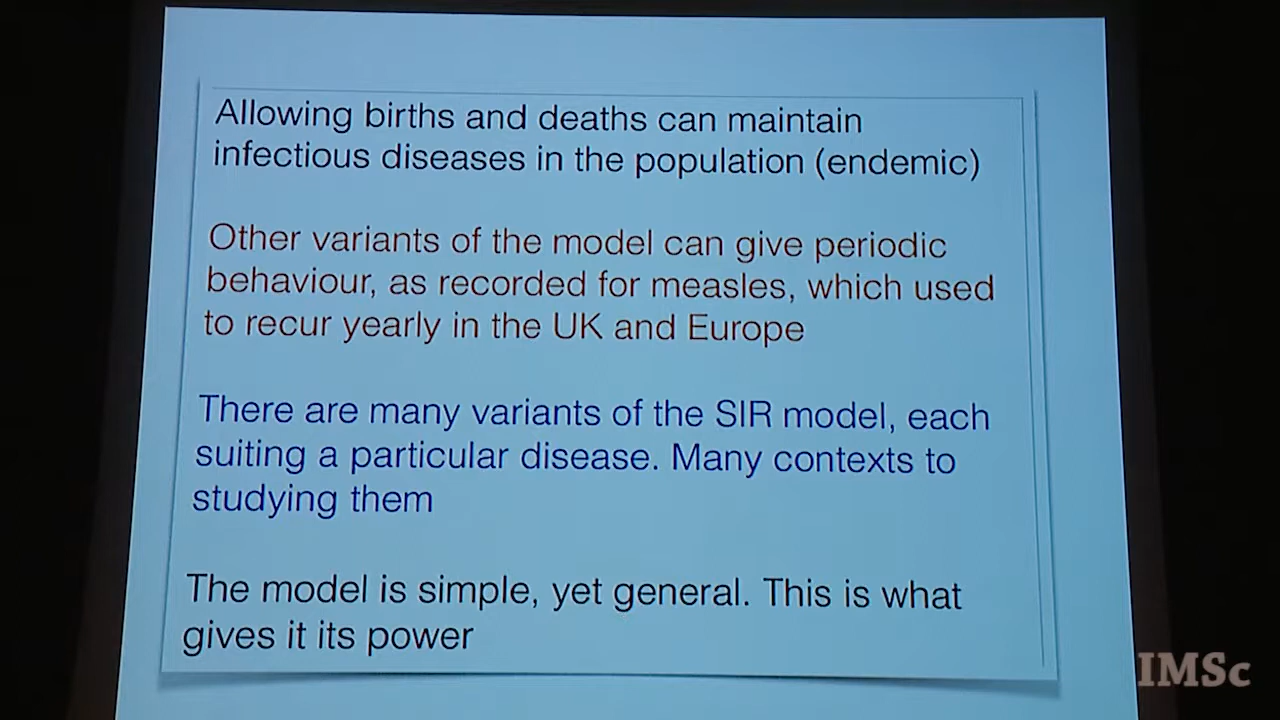 Allowing births and deaths can maintain
infectious diseases in the population (endemic)
Other variants of the model can give periodic
behaviour, as recorded for measles, which used
to recur yearly in the UK and Europe
There are many variants of the SIR model, each
suiting a particular disease. Many contexts to
studying them
The model is simple, yet general. This is what
gives it its power
IMSc